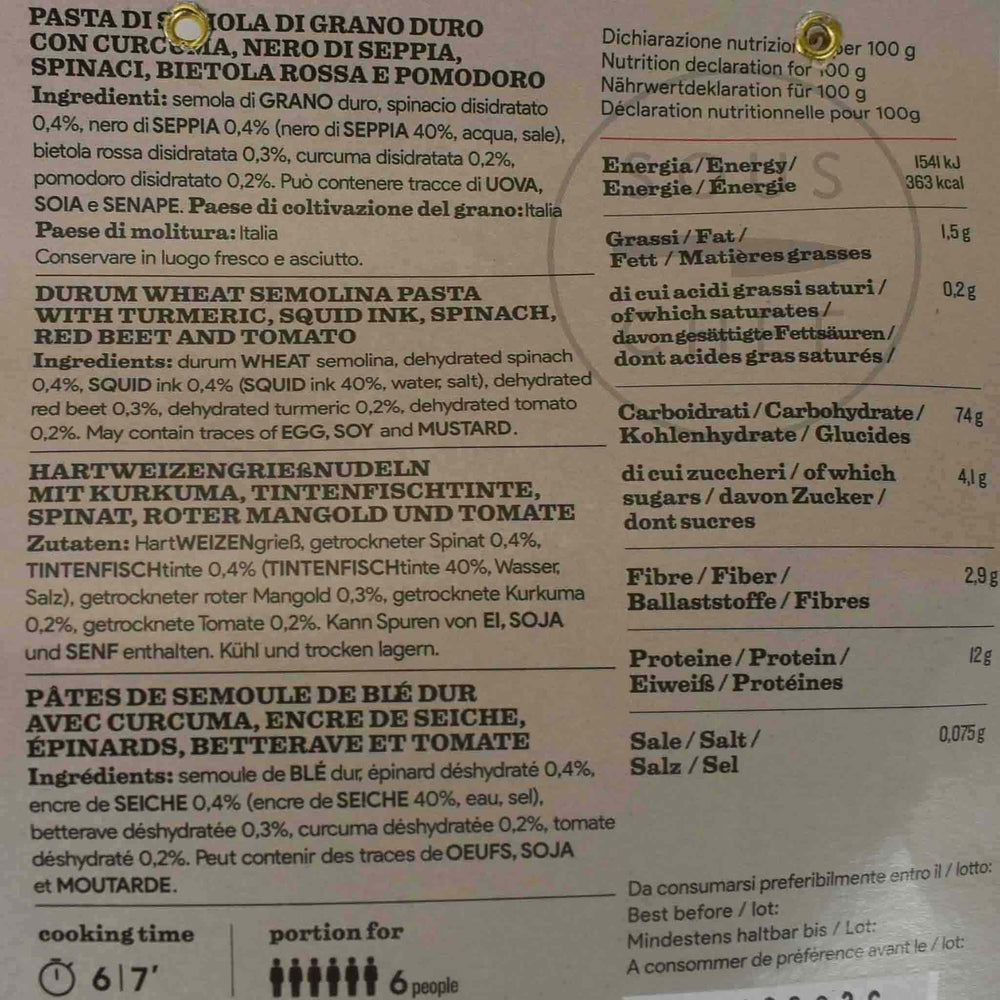 PASTA DI S OLA DI GRANO DURO
CON CURCUMA, NERO DI SEPPIA,
SPINACI, BIETOLA ROSSA E POMODORO
Ingredienti: semola di GRANO duro, spinacio disidratato
0,4%, nero di SEPPIA 0,4% (nero di SEPPIA 40%, acqua, sale),
bietola rossa disidratata 0,3%, curcuma disidratata 0,2%,
pomodoro disidratato 0,2%. Può contenere tracce di UOVA,
SOIA e SENAPE. Paese di coltivazione del grano: Italia
Paese di molitura: Italia
Conservare in luogo fresco e asciutto.
DURUM WHEAT SEMOLINA PASTA
WITH TURMERIC, SQUID INK, SPINACH,
RED BEET AND TOMATO
Ingredients: durum WHEAT semolina, dehydrated spinach
0,4%, SQUID ink 0,4% (SQUID ink 40%, water, salt), dehydrated
red beet 0,3%, dehydrated turmeric 0,2%, dehydrated tomato
0,2%. May contain traces of EGG, SOY and MUSTARD.
HARTWEIZENGRIEßNUDELN
MIT KURKUMA, TINTENFISCHTINTE,
SPINAT, ROTER MANGOLD UND TOMATE
Zutaten: HartWEIZENgrieß, getrockneter Spinat 0,4%,
TINTENFISCHtinte 0,4% (TINTENFISCHtinte 40%, Wasser,
Salz), getrockneter roter Mangold 0,3%, getrocknete Kurkuma
0,2%, getrocknete Tomate 0,2%. Kann Spuren von EI, SOJA
und SENF enthalten. Kühl und trocken lagern.
PÂTES DE SEMOULE DE BLÉ DUR
AVEC CURCUMA, ENCRE DE SEICHE,
ÉPINARDS, BETTERAVE ET TOMATE
Ingrédients: semoule de BLÉ dur, épinard déshydraté 0,4%,
encre de SEICHE 0,4% (encre de SEICHE 40%, eau, sel),
betterave déshydratée 0,3%, curcuma déshydratée 0,2%, tomate
déshydraté 0,2%. Peut contenir des traces de OEUFS, SOJA
et MOUTARDE.
cooking time
6|7'
portion for
6 people
Dichiarazione nutrizio per 100 g
Nutrition declaration for 100 g
Nährwertdeklaration für 100 g
Déclaration nutritionnelle pour 100g
Energia/Energy/ 1541 kJ
Energie/Énergie 363 kcal
Grassi/Fat/ 1,5 g
Fett / Matières grasses
di cui acidi grassi saturi / 0,2 g
of which saturates /
davon gesättigte Fettsäuren/
dont acides gras saturés /
Carboidrati/Carbohydrate/ 74 g
Kohlenhydrate / Glucides
di cui zuccheri / of which 4,1 g
sugars / davon Zucker /
dont sucres
Fibre / Fiber / 2,9 g
Ballaststoffe / Fibres
Proteine / Protein / 12 g
Eiweiß / Protéines
Sale / Salt / 0,075 g
Salz / Sel
Da consumarsi preferibilmente entro il / lotto:
Best before / lot:
Mindestens haltbar bis / Lot:
A consommer de préférence avant le / lot: